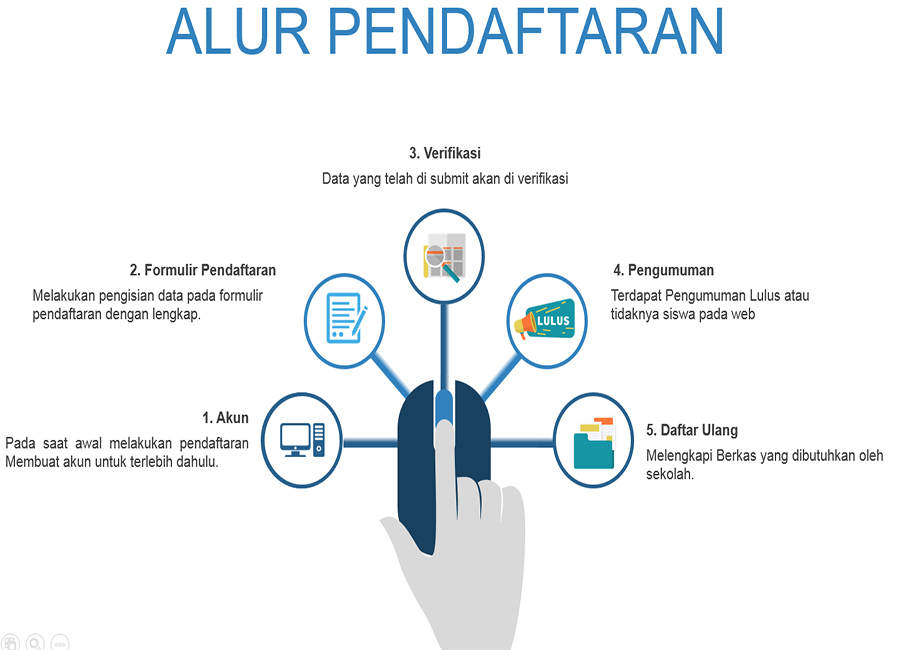 ALUR PENDAFTARAN
3. Verifikasi
Data yang telah di submit akan di verifikasi
2. Formulir Pendaftaran
Melakukan pengisian data pada formulir
pendaftaran dengan lengkap.
4. Pengumuman
Terdapat Pengumuman Lulus atau
tidaknya siswa pada web
LULUS
1. Akun
Pada saat awal melakukan pendaftaran
Membuat akun untuk terlebih dahulu.
5. Daftar Ulang
Melengkapi Berkas yang dibutuhkan oleh
sekolah.